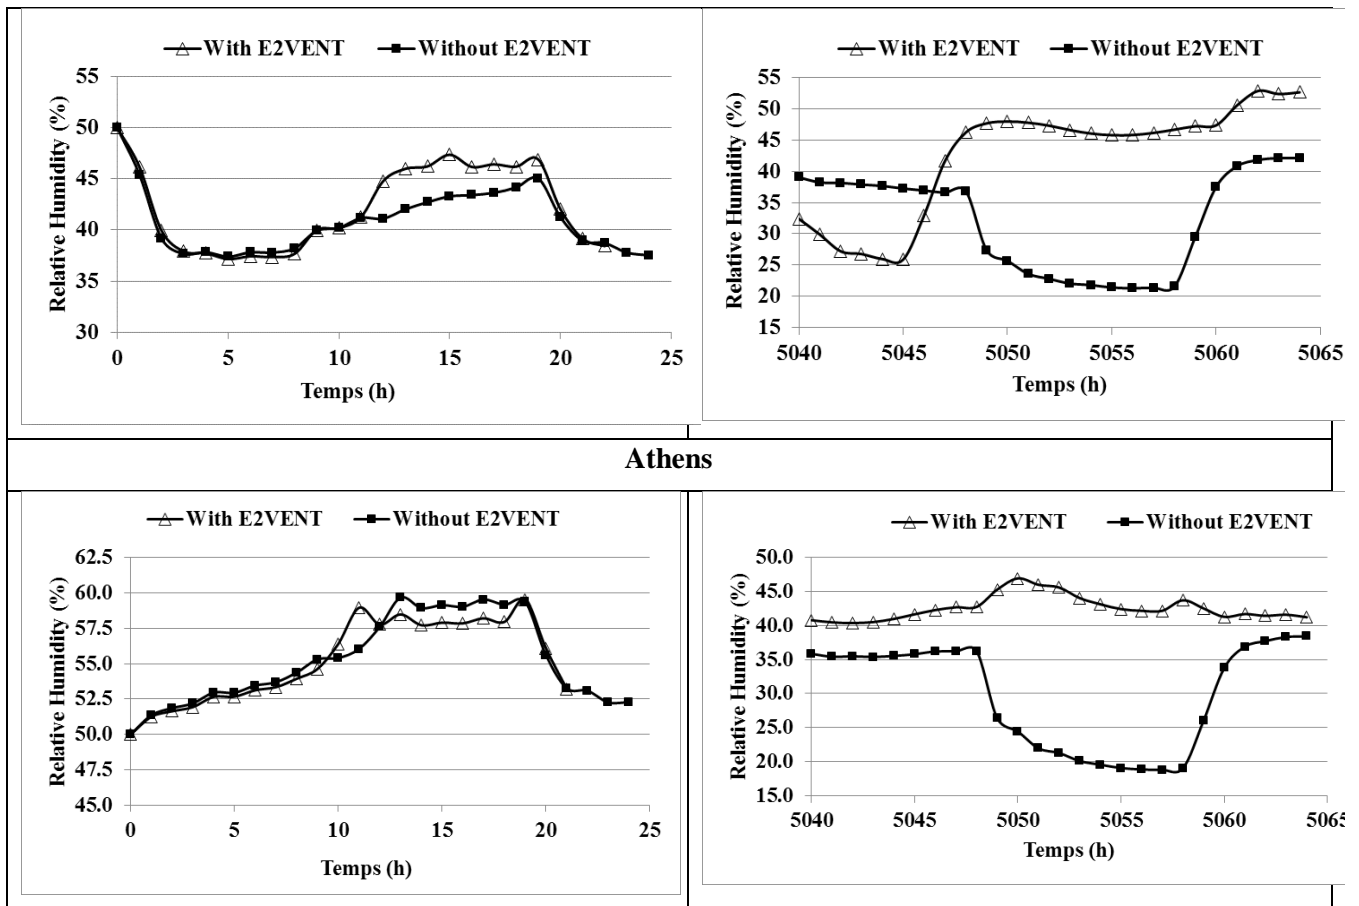 With E2VENT Without E2VENT
Relative Humidity (%)
55
50
45
40
35
30
0 5 10 15 20 25
Temps (h)
With E2VENT Without E2VENT
Relative Humidity (%)
55
50
45
40
35
30
25
20
15
5040 5045 5050 5055 5060 5065
Temps (h)
Athens
With E2VENT Without E2VENT
Relative Humidity (%)
62.5
60.0
57.5
55.0
52.5
50.0
47.5
45.0
0 5 10 15 20 25
Temps (h)
With E2VENT Without E2VENT
Relative Humidity (%)
50.0
45.0
40.0
35.0
30.0
25.0
20.0
15.0
5040 5045 5050 5055 5060 5065
Temps (h)